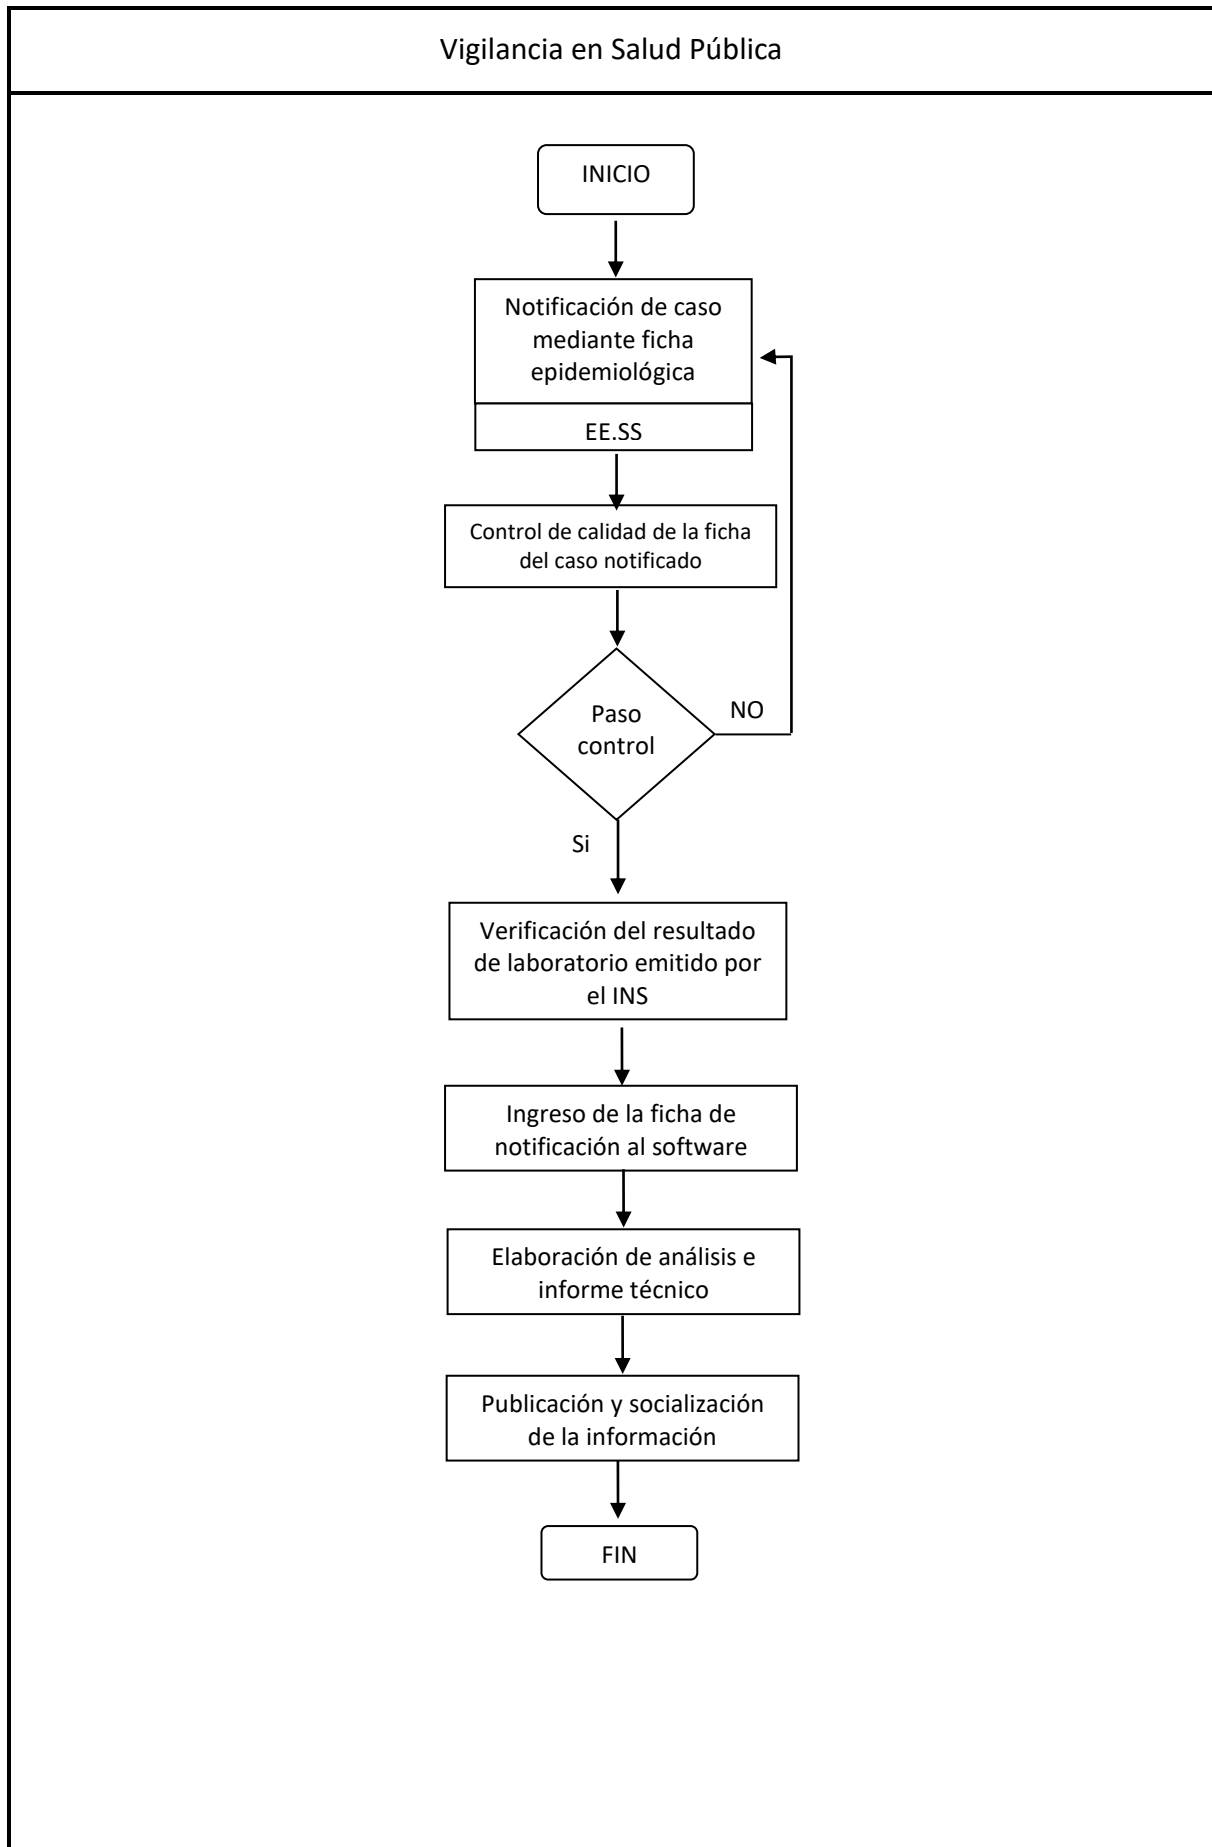 Vigilancia en Salud Pública
INICIO
Notificación de caso
mediante ficha
epidemiológica
EE.SS
Control de calidad de la ficha
del caso notificado
Paso
control
NO
Si
Verificación del resultado
de laboratorio emitido por
el INS
Ingreso de la ficha de
notificación al software
Elaboración de análisis e
informe técnico
Publicación y socialización
de la información
FIN